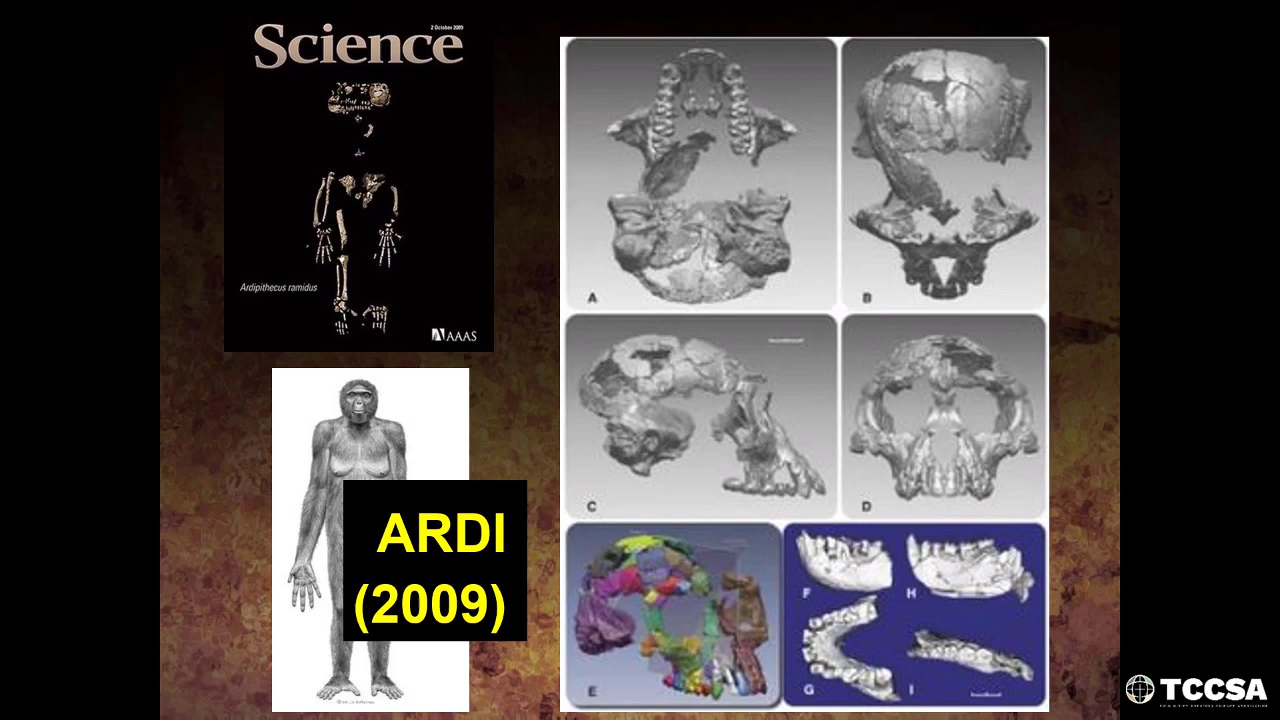 2 October 2009
Science
Ardipithecus ramidus
AAAS
ARDI
(2009)
A
B
C
D
E
F
H
G
I
TCCSA